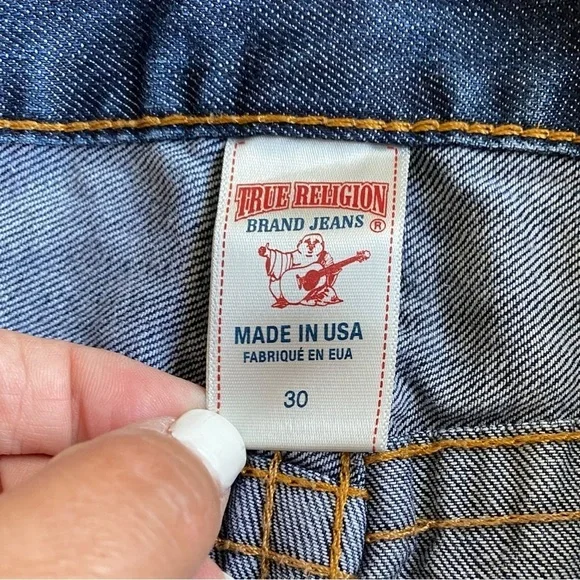 TRUE RELIGION
BRAND JEANS ®
MADE IN USA
FABRIQUÉ EN EUA
30